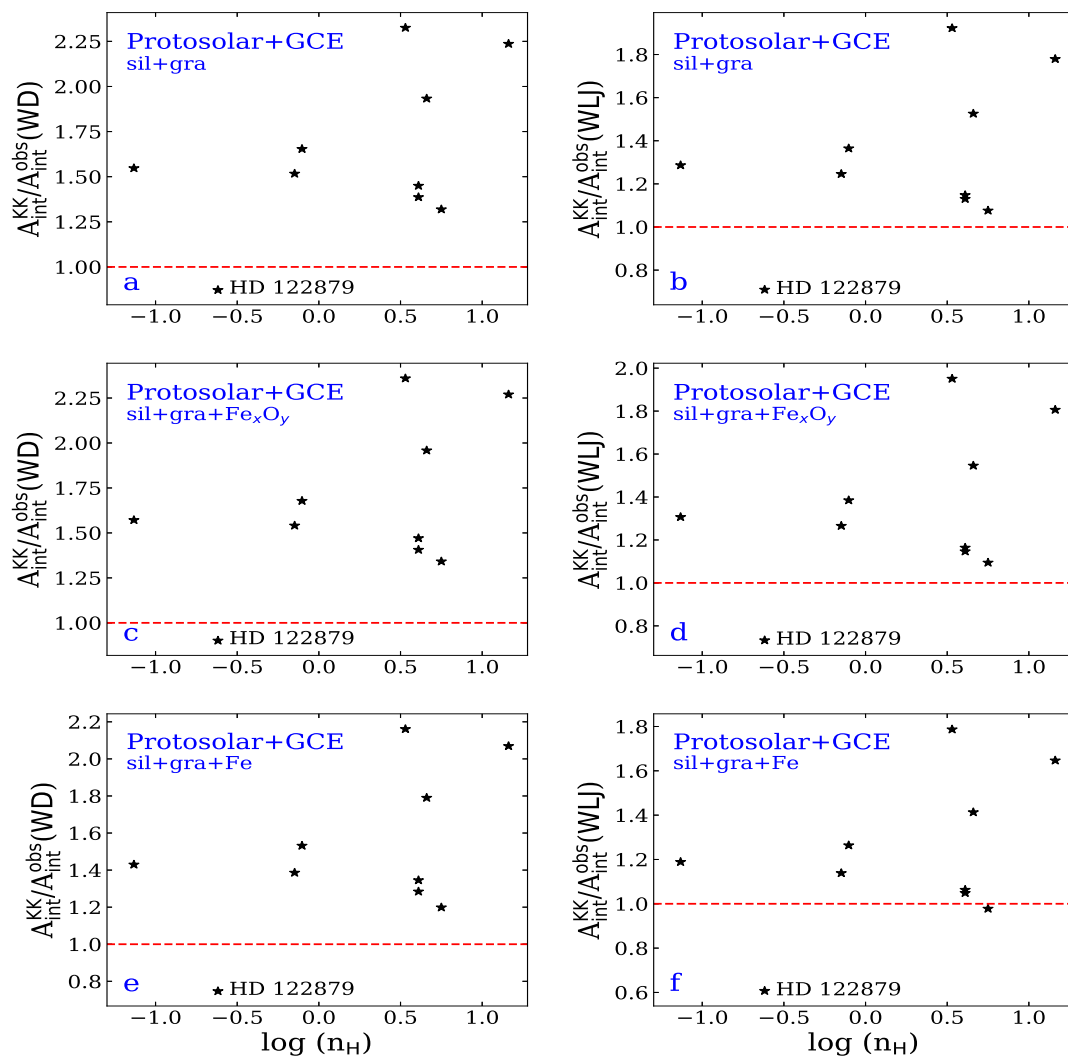 A_int^KK/A_int^obs(WD)
2.25
2.00
1.75
1.50
1.25
1.00
Protosolar+GCE
sil+gra
a
HD 122879
−1.0 −0.5 0.0 0.5 1.0
A_int^KK/A_int^obs(WLJ)
1.8
1.6
1.4
1.2
1.0
0.8
Protosolar+GCE
sil+gra
b
HD 122879
−1.0 −0.5 0.0 0.5 1.0
A_int^KK/A_int^obs(WD)
2.25
2.00
1.75
1.50
1.25
1.00
Protosolar+GCE
sil+gra+Fe_xO_y
c
HD 122879
−1.0 −0.5 0.0 0.5 1.0
A_int^KK/A_int^obs(WLJ)
2.0
1.8
1.6
1.4
1.2
1.0
0.8
Protosolar+GCE
sil+gra+Fe_xO_y
d
HD 122879
−1.0 −0.5 0.0 0.5 1.0
A_int^KK/A_int^obs(WD)
2.2
2.0
1.8
1.6
1.4
1.2
1.0
0.8
Protosolar+GCE
sil+gra+Fe
e
HD 122879
−1.0 −0.5 0.0 0.5 1.0
log (n_H)
A_int^KK/A_int^obs(WLJ)
1.8
1.6
1.4
1.2
1.0
0.8
0.6
Protosolar+GCE
sil+gra+Fe
f
HD 122879
−1.0 −0.5 0.0 0.5 1.0
log (n_H)